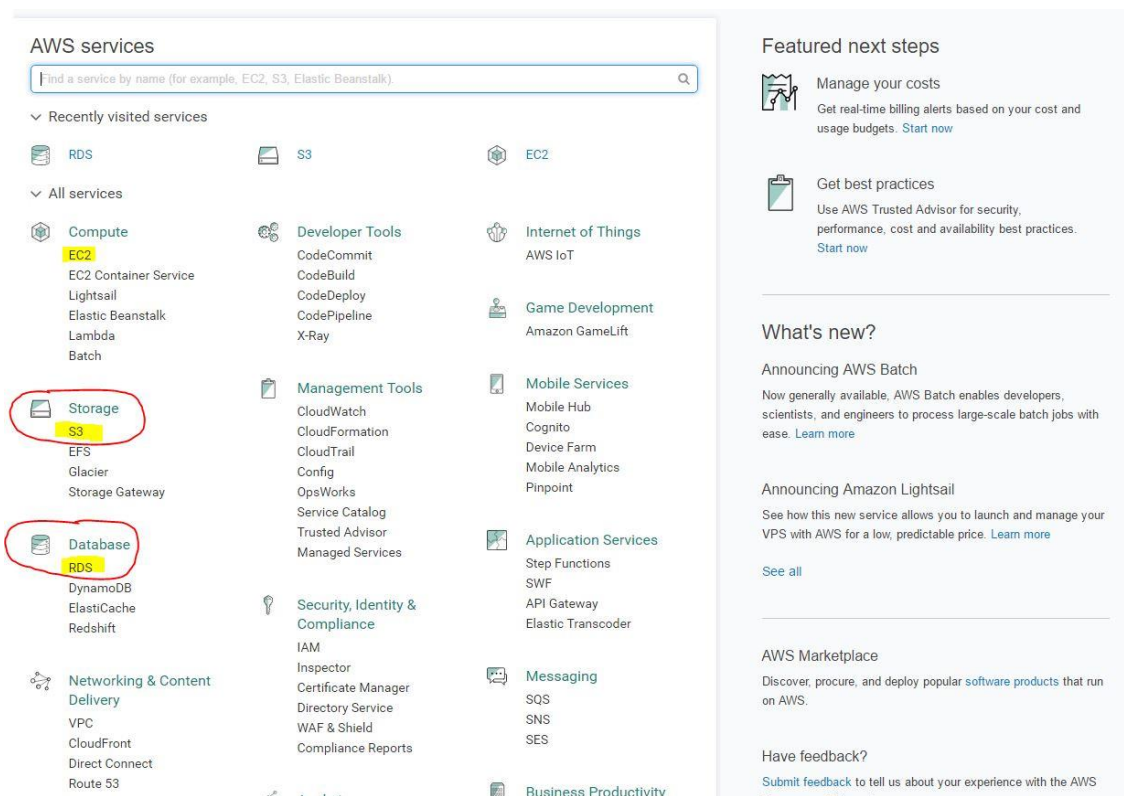 AWS services
Find a service by name (for example, EC2, S3, Elastic Beanstalk).
Recently visited services
RDS
S3
EC2
All services
Compute
EC2
EC2 Container Service
Lightsail
Elastic Beanstalk
Lambda
Batch
Storage
S3
EFS
Glacier
Storage Gateway
Database
RDS
DynamoDB
ElastiCache
Redshift
Networking & Content
Delivery
VPC
CloudFront
Direct Connect
Route 53
Developer Tools
CodeCommit
CodeBuild
CodeDeploy
CodePipeline
X-Ray
Management Tools
CloudWatch
CloudFormation
CloudTrail
Config
OpsWorks
Service Catalog
Trusted Advisor
Managed Services
Security, Identity &
Compliance
IAM
Inspector
Certificate Manager
Directory Service
WAF & Shield
Compliance Reports
Internet of Things
AWS IoT
Game Development
Amazon GameLift
Mobile Services
Mobile Hub
Cognito
Device Farm
Mobile Analytics
Pinpoint
Application Services
Step Functions
SWF
API Gateway
Elastic Transcoder
Messaging
SQS
SNS
SES
Business Productivity
Featured next steps
Manage your costs
Get real-time billing alerts based on your cost and
usage budgets. Start now
Get best practices
Use AWS Trusted Advisor for security,
performance, cost and availability best practices.
Start now
What's new?
Announcing AWS Batch
Now generally available, AWS Batch enables developers,
scientists, and engineers to process large-scale batch jobs with
ease. Learn more
Announcing Amazon Lightsail
See how this new service allows you to launch and manage your
VPS with AWS for a low, predictable price. Learn more
See all
AWS Marketplace
Discover, procure, and deploy popular software products that run
on AWS.
Have feedback?
Submit feedback to tell us about your experience with the AWS